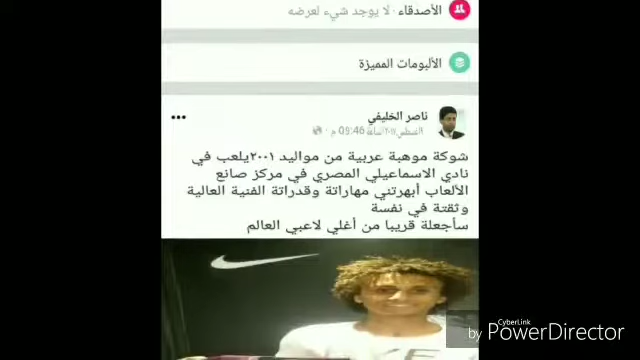 الأصدقاء · لا يوجد شيء لعرضه
الألبومات المميزة
ناصر الخليفي
09:46 م
شوكة موهبة عربية من مواليد ٢٠٠١يلعب في
نادي الاسماعيلي المصري في مركز صانع
الألعاب أبهرتني مهاراتة وقدراتة الفنية العالية
وثقتة في نفسة
سأجعلة قريبا من أغلي لاعبي العالم
CyberLink
by PowerDirector